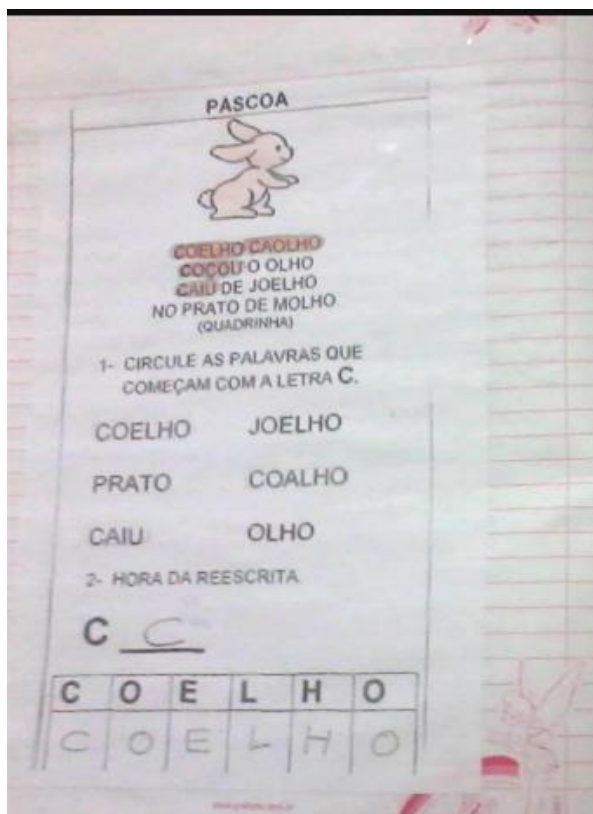 PASCOA
COELHO CAOLHO
COÇOU O OLHO
CAIU DE JOELHO
NO PRATO DE MOLHO
(QUADRINHA)
1- CIRCULE AS PALAVRAS QUE
COMEÇAM COM A LETRA C.
COELHO JOELHO
PRATO COALHO
CAIU OLHO
2- HORA DA REESCRITA
C C
C O E L H O
C O E L H O